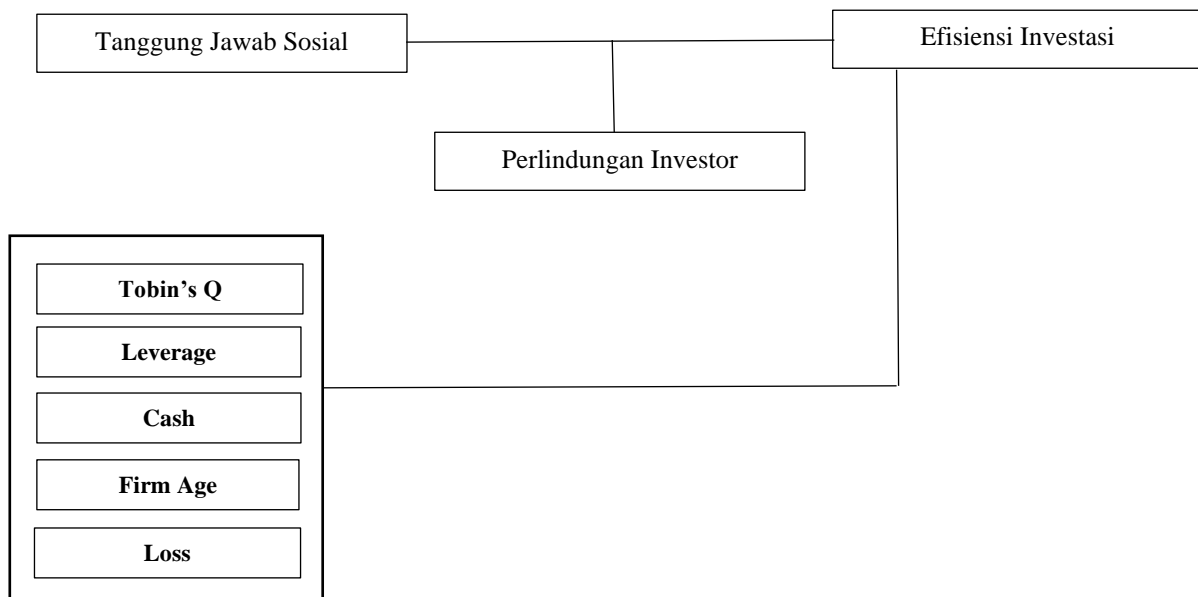 Tanggung Jawab Sosial
Efisiensi Investasi
Perlindungan Investor
Tobin’s Q
Leverage
Cash
Firm Age
Loss